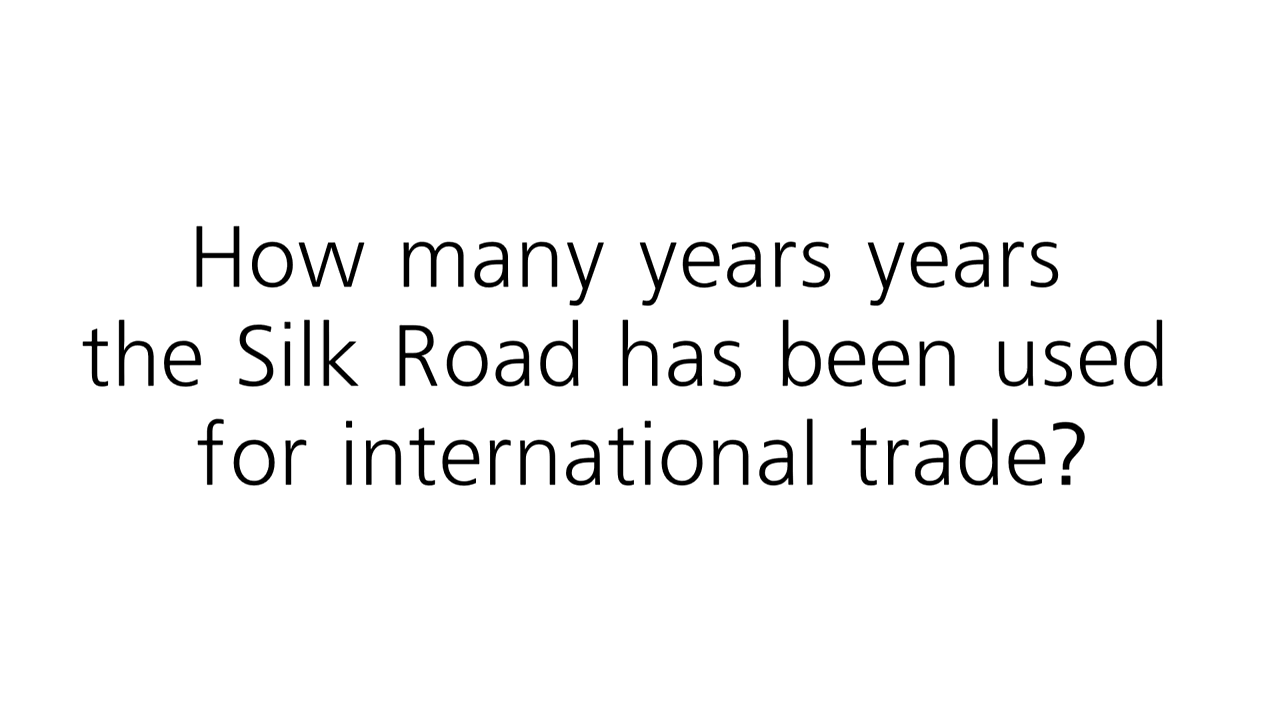 How many years years
the Silk Road has been used
for international trade?